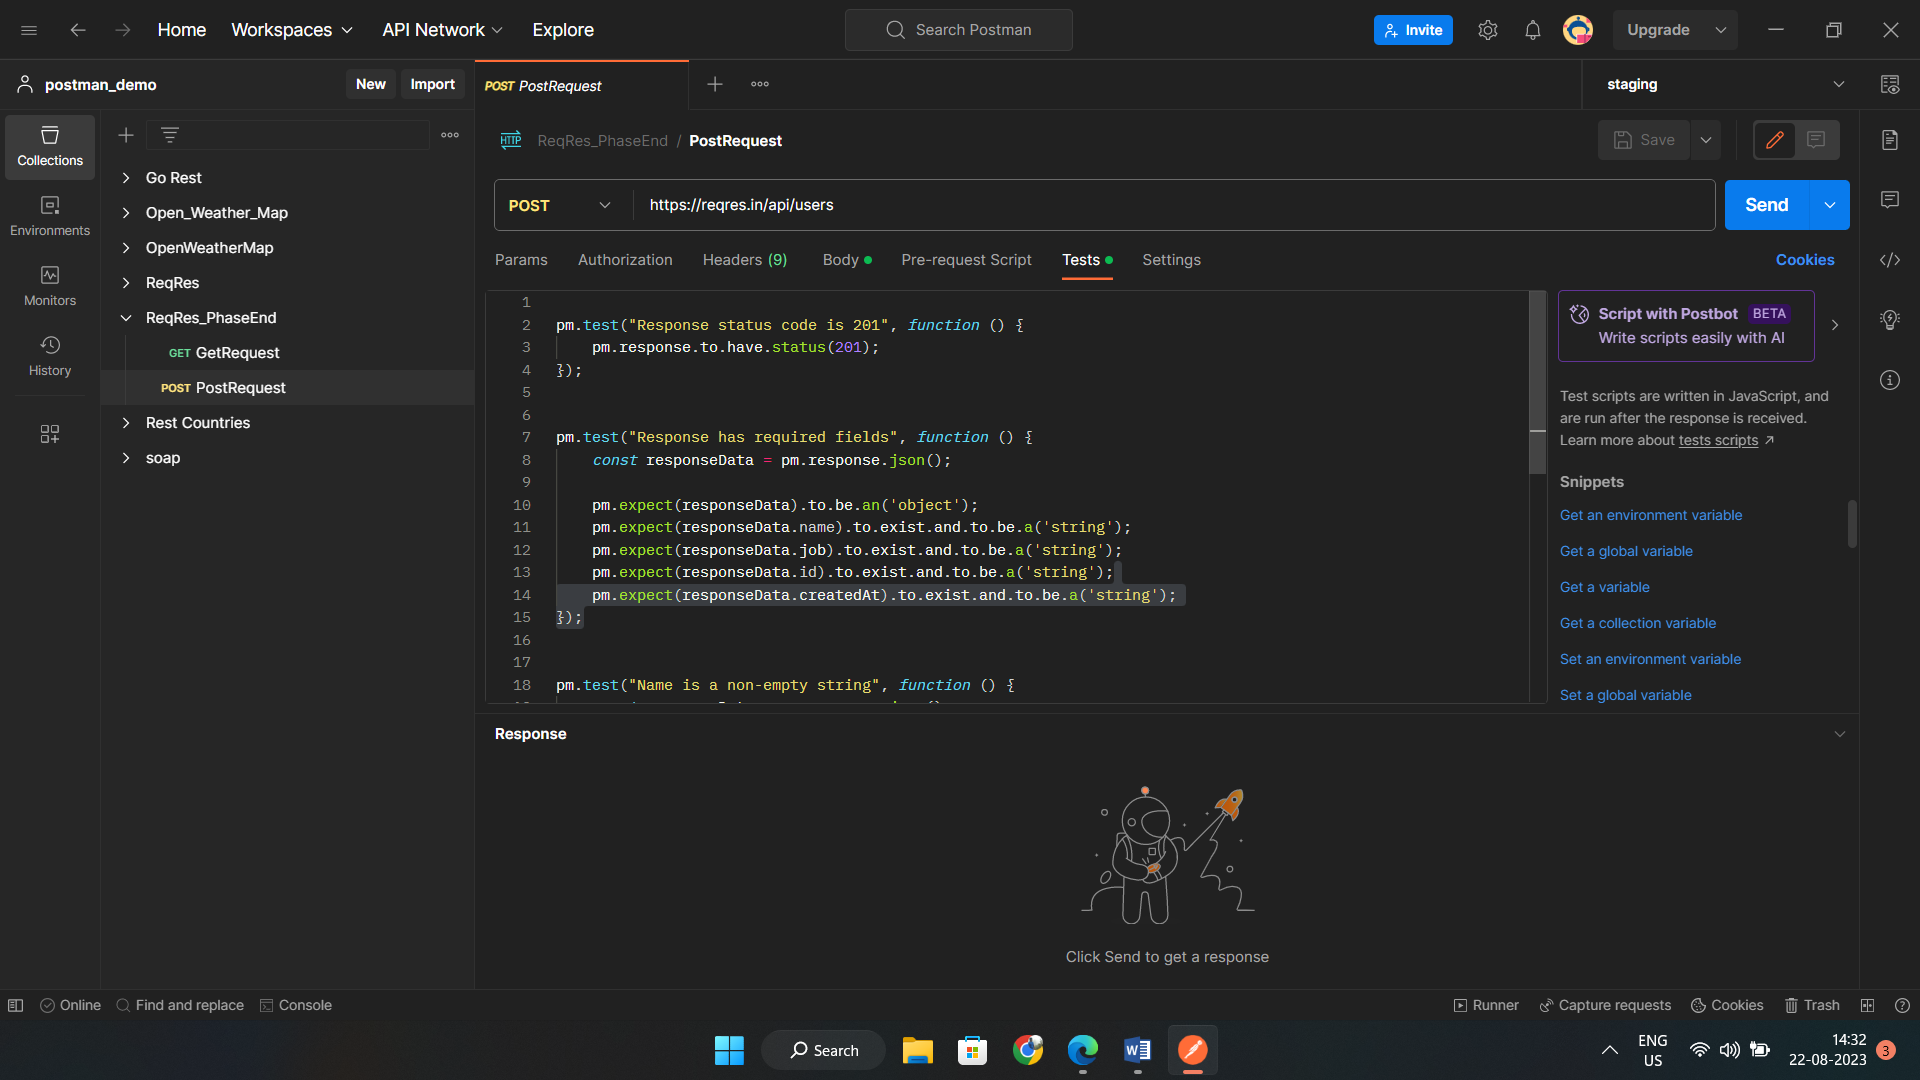 Home
Workspaces
API Network
Explore
Search Postman
Invite
Upgrade
postman_demo
New
Import
POST PostRequest
staging
Collections
Environments
Monitors
History
Go Rest
Open_Weather_Map
OpenWeatherMap
ReqRes
ReqRes_PhaseEnd
GET GetRequest
POST PostRequest
Rest Countries
soap
HTTP
ReqRes_PhaseEnd / PostRequest
Save
POST
https://reqres.in/api/users
Send
Params
Authorization
Headers (9)
Body
Pre-request Script
Tests
Settings
Cookies
1
2 pm.test("Response status code is 201", function () {
3 pm.response.to.have.status(201);
4 });
5
6
7 pm.test("Response has required fields", function () {
8 const responseData = pm.response.json();
9
10 pm.expect(responseData).to.be.an('object');
11 pm.expect(responseData.name).to.exist.and.to.be.a('string');
12 pm.expect(responseData.job).to.exist.and.to.be.a('string');
13 pm.expect(responseData.id).to.exist.and.to.be.a('string');
14 pm.expect(responseData.createdAt).to.exist.and.to.be.a('string');
15 });
16
17
18 pm.test("Name is a non-empty string", function () {
Script with Postbot BETA
Write scripts easily with AI
Test scripts are written in JavaScript, and
are run after the response is received.
Learn more about tests scripts ↗
Snippets
Get an environment variable
Get a global variable
Get a variable
Get a collection variable
Set an environment variable
Set a global variable
Response
Click Send to get a response
Online
Find and replace
Console
Runner
Capture requests
Cookies
Trash
Search
ENG
US
14:32
22-08-2023
3